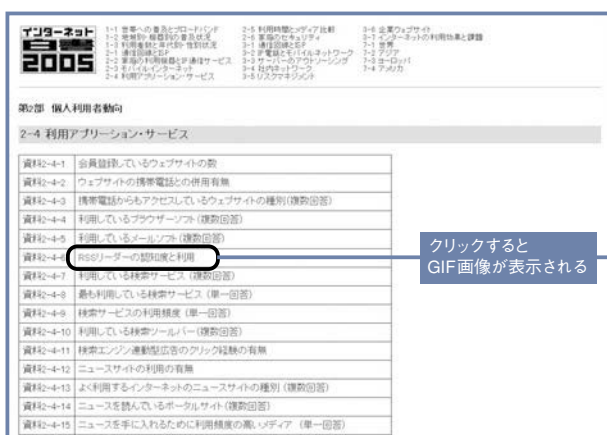 インターネット
2005
1-1 世帯への普及とブロードバンド
1-2 地域別・機器別の普及状況
1-3 利用者数と年代別・性別状況
2-1 通信回線とISP
2-2 家庭の利用機器とIP通信サービス
2-3 モバイルインターネット
2-4 利用アプリケーション・サービス
2-5 利用時間とメディア比較
2-6 家庭のセキュリティ
3-1 通信回線とISP
3-2 IP電話とモバイルネットワーク
3-3 サーバーのアウトソーシング
3-4 社内ネットワーク
3-5 リスクマネジメント
3-6 企業ウェブサイト
3-7 インターネットの利用効果と課題
7-1 世界
7-2 アジア
7-3 ヨーロッパ
7-4 アメリカ
第2部 個人利用者動向
2-4 利用アプリーション・サービス
資料2-4-1 会員登録しているウェブサイトの数
資料2-4-2 ウェブサイトの携帯電話との併用有無
資料2-4-3 携帯電話からもアクセスしているウェブサイトの種別(複数回答)
資料2-4-4 利用しているブラウザーソフト(複数回答)
資料2-4-5 利用しているメールソフト(複数回答)
資料2-4-6 RSSリーダーの認知度と利用
資料2-4-7 利用している検索サービス(複数回答)
資料2-4-8 最も利用している検索サービス(単一回答)
資料2-4-9 検索サービスの利用頻度(単一回答)
資料2-4-10 利用している検索ツールバー(複数回答)
資料2-4-11 検索エンジン連動型広告のクリック経験の有無
資料2-4-12 ニュースサイトの利用の有無
資料2-4-13 よく利用するインターネットのニュースサイトの種別(複数回答)
資料2-4-14 ニュースを読んでいるポータルサイト(複数回答)
資料2-4-15 ニュースを手に入れるために利用頻度の高いメディア(単一回答)
クリックすると
GIF画像が表示される